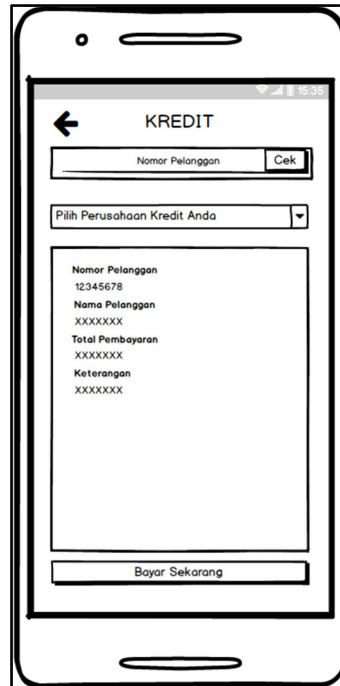 15:35
KREDIT
Nomor Pelanggan Cek
Pilih Perusahaan Kredit Anda
Nomor Pelanggan
12345678
Nama Pelanggan
XXXXXXX
Total Pembayaran
XXXXXXX
Keterangan
XXXXXXX
Bayar Sekarang